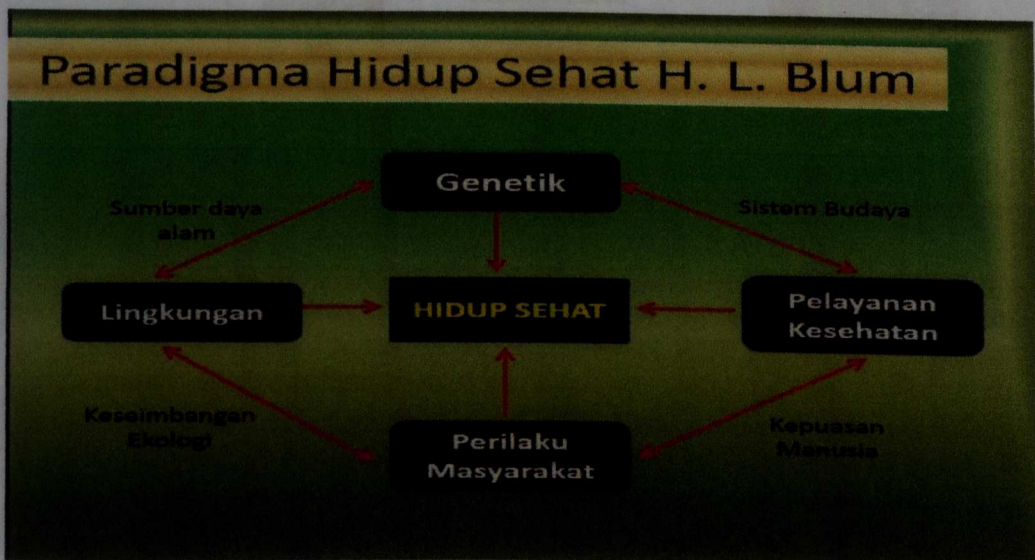 Paradigma Hidup Sehat H. L. Blum
Genetik
Sumber daya
alam
Sistem Budaya
Lingkungan
HIDUP SEHAT
Pelayanan
Kesehatan
Keseimbangan
Ekologi
Perilaku
Masyarakat
Kepuasan
Manusia